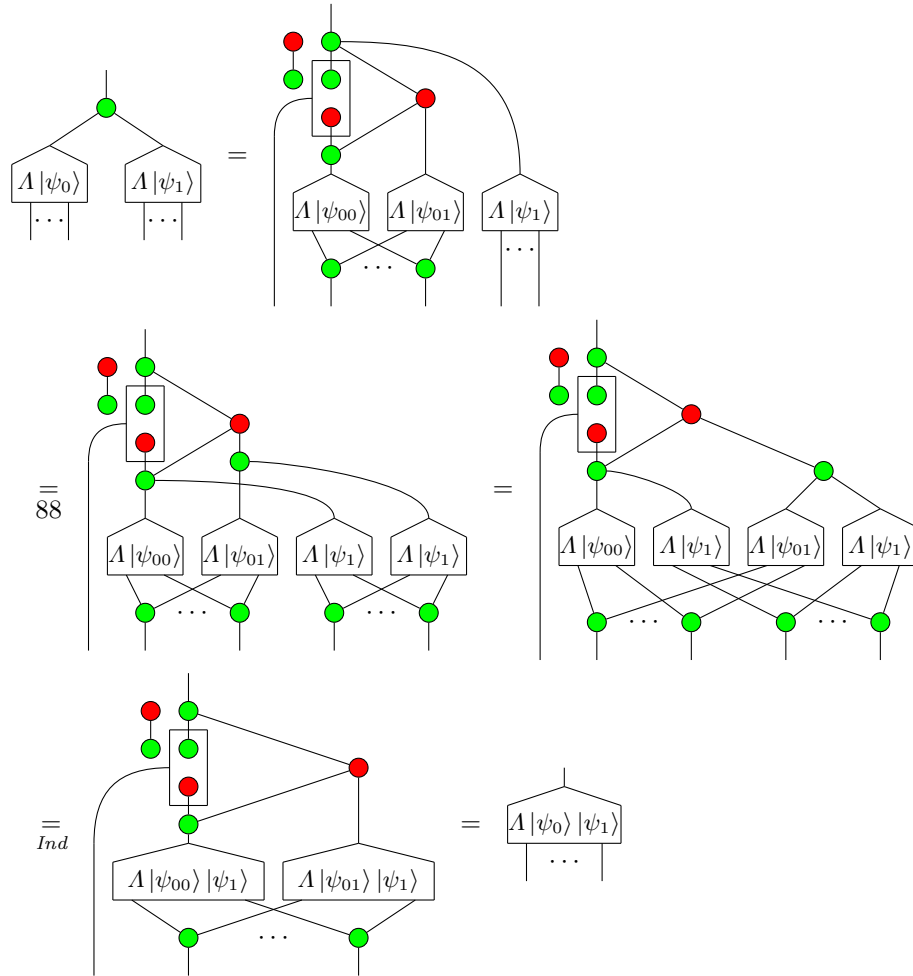 Λ|ψ₀⟩ Λ|ψ₁⟩ = Λ|ψ₀₀⟩ Λ|ψ₀₁⟩ Λ|ψ₁⟩
··· ··· ··· ···
= 88 Λ|ψ₀₀⟩ Λ|ψ₀₁⟩ Λ|ψ₁⟩ Λ|ψ₁⟩ = Λ|ψ₀₀⟩ Λ|ψ₁⟩ Λ|ψ₀₁⟩ Λ|ψ₁⟩
··· ··· ··· ···
= Ind Λ|ψ₀₀⟩|ψ₁⟩ Λ|ψ₀₁⟩|ψ₁⟩ = Λ|ψ₀⟩|ψ₁⟩
··· ···